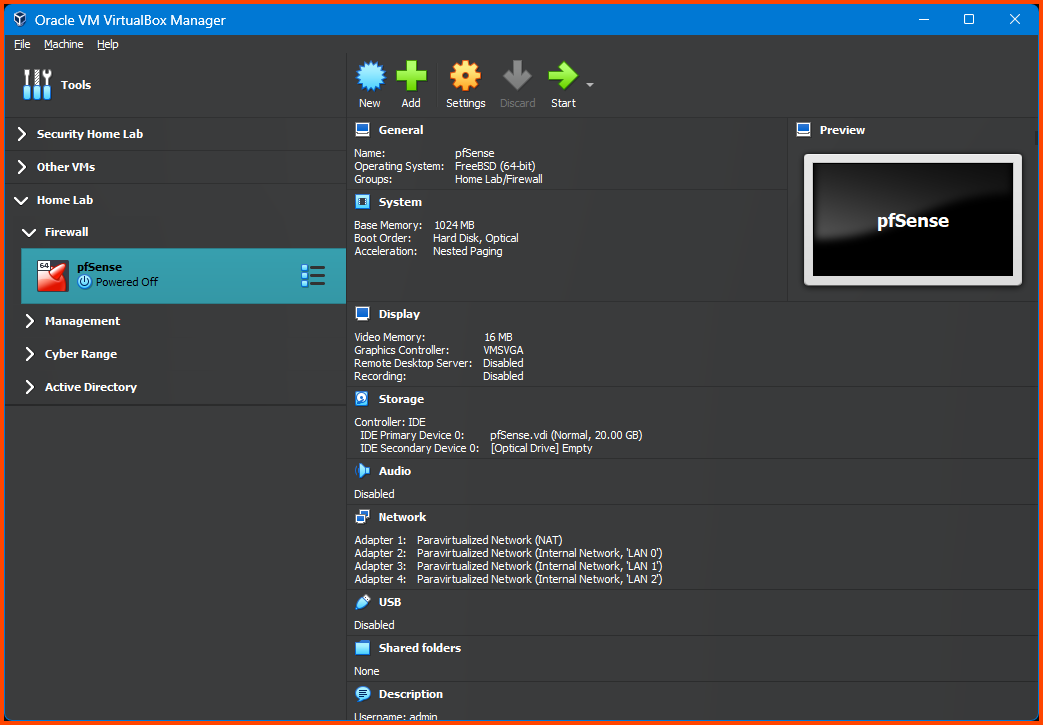 Oracle VM VirtualBox Manager
File Machine Help
Tools
New Add Settings Discard Start
Security Home Lab
Other VMs
Home Lab
Firewall
64
pfSense
Powered Off
Management
Cyber Range
Active Directory
General
Name: pfSense
Operating System: FreeBSD (64-bit)
Groups: Home Lab/Firewall
Preview
pfSense
System
Base Memory: 1024 MB
Boot Order: Hard Disk, Optical
Acceleration: Nested Paging
Display
Video Memory: 16 MB
Graphics Controller: VMSVGA
Remote Desktop Server: Disabled
Recording: Disabled
Storage
Controller: IDE
IDE Primary Device 0: pfSense.vdi (Normal, 20.00 GB)
IDE Secondary Device 0: [Optical Drive] Empty
Audio
Disabled
Network
Adapter 1: Paravirtualized Network (NAT)
Adapter 2: Paravirtualized Network (Internal Network, 'LAN 0')
Adapter 3: Paravirtualized Network (Internal Network, 'LAN 1')
Adapter 4: Paravirtualized Network (Internal Network, 'LAN 2')
USB
Disabled
Shared folders
None
Description
Username: admin